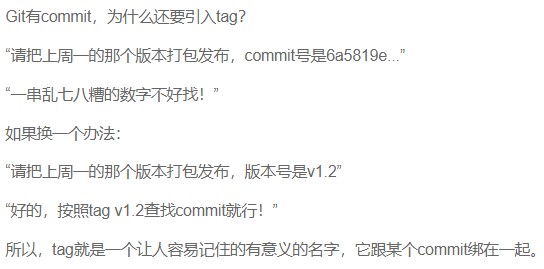 Git有commit，为什么还要引入tag？
“请把上周一的那个版本打包发布，commit号是6a5819e...”
“一串乱七八糟的数字不好找！”
如果换一个办法：
“请把上周一的那个版本打包发布，版本号是v1.2”
“好的，按照tag v1.2查找commit就行！”
所以，tag就是一个让人容易记住的有意义的名字，它跟某个commit绑在一起。